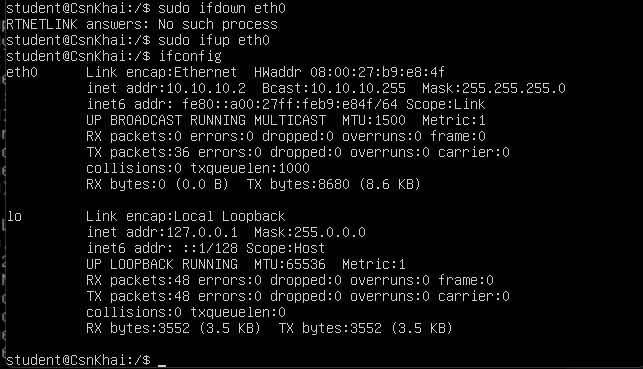 student@CsnKhai:/$ sudo ifdown eth0
RTNETLINK answers: No such process
student@CsnKhai:/$ sudo ifup eth0
student@CsnKhai:/$ ifconfig
eth0      Link encap:Ethernet  HWaddr 08:00:27:b9:e8:4f
          inet addr:10.10.10.2  Bcast:10.10.10.255  Mask:255.255.255.0
          inet6 addr: fe80::a00:27ff:feb9:e84f/64 Scope:Link
          UP BROADCAST RUNNING MULTICAST  MTU:1500  Metric:1
          RX packets:0 errors:0 dropped:0 overruns:0 frame:0
          TX packets:36 errors:0 dropped:0 overruns:0 carrier:0
          collisions:0 txqueuelen:1000
          RX bytes:0 (0.0 B)  TX bytes:8680 (8.6 KB)
lo        Link encap:Local Loopback
          inet addr:127.0.0.1  Mask:255.0.0.0
          inet6 addr: ::1/128 Scope:Host
          UP LOOPBACK RUNNING  MTU:65536  Metric:1
          RX packets:48 errors:0 dropped:0 overruns:0 frame:0
          TX packets:48 errors:0 dropped:0 overruns:0 carrier:0
          collisions:0 txqueuelen:0
          RX bytes:3552 (3.5 KB)  TX bytes:3552 (3.5 KB)
student@CsnKhai:/$ _